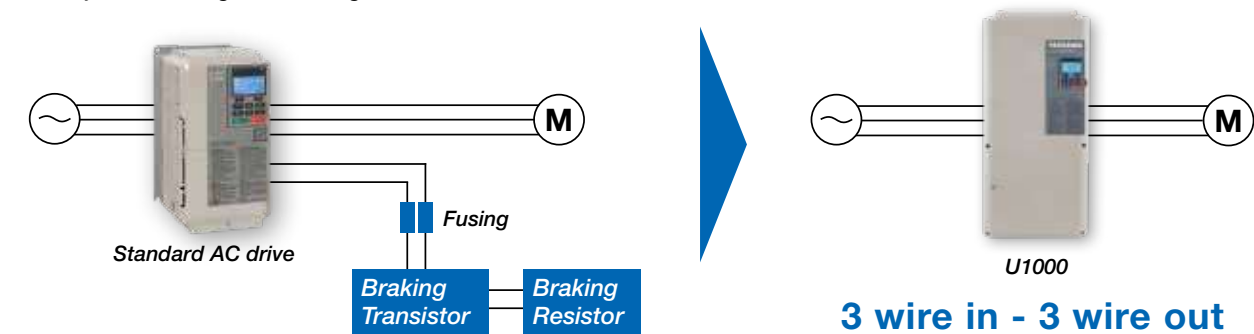 M
Fusing
Standard AC drive
Braking
Transistor
Braking
Resistor
M
U1000
3 wire in - 3 wire out